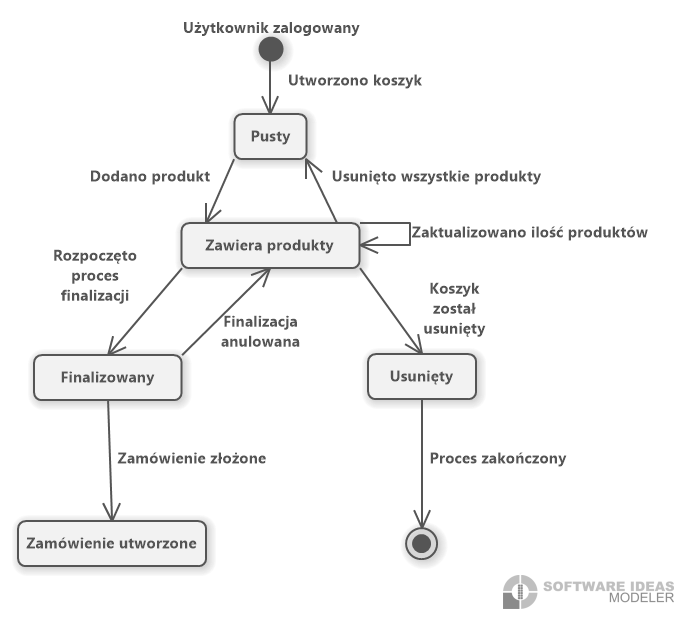 Użytkownik zalogowany
Utworzono koszyk
Pusty
Dodano produkt
Usunięto wszystkie produkty
Zawiera produkty
Zaktualizowano ilość produktów
Rozpoczęto
proces
finalizacji
Finalizacja
anulowana
Koszyk
został
usunięty
Finalizowany
Usunięty
Zamówienie złożone
Proces zakończony
Zamówienie utworzone
SOFTWARE IDEAS
MODELER